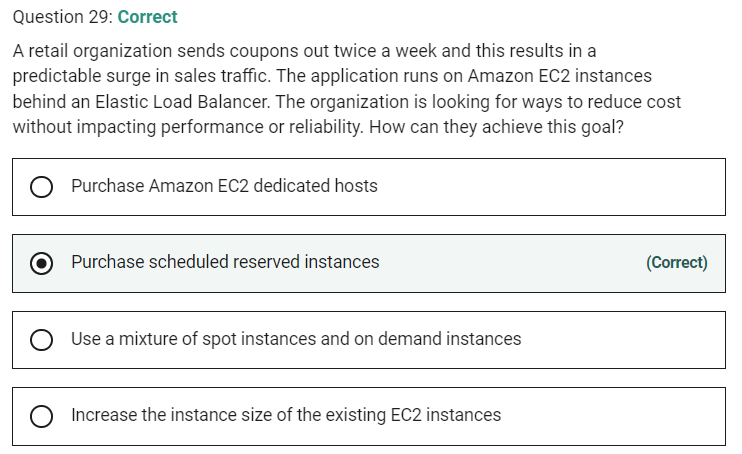 Question 29: Correct
A retail organization sends coupons out twice a week and this results in a
predictable surge in sales traffic. The application runs on Amazon EC2 instances
behind an Elastic Load Balancer. The organization is looking for ways to reduce cost
without impacting performance or reliability. How can they achieve this goal?
Purchase Amazon EC2 dedicated hosts
Purchase scheduled reserved instances (Correct)
Use a mixture of spot instances and on demand instances
Increase the instance size of the existing EC2 instances